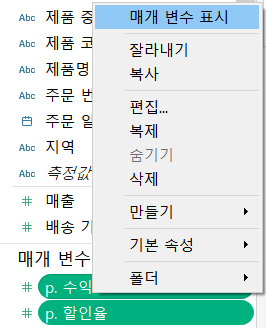 Abc 제품 중
Abc 제품 코
Abc 제품명
Abc 주문 번
주문 일
Abc 지역
Abc 측정값
# 매출
# 배송 기
매개 변수
# p. 수익
# p. 할인율
매개 변수 표시
잘라내기
복사
편집...
복제
숨기기
삭제
만들기
기본 속성
폴더